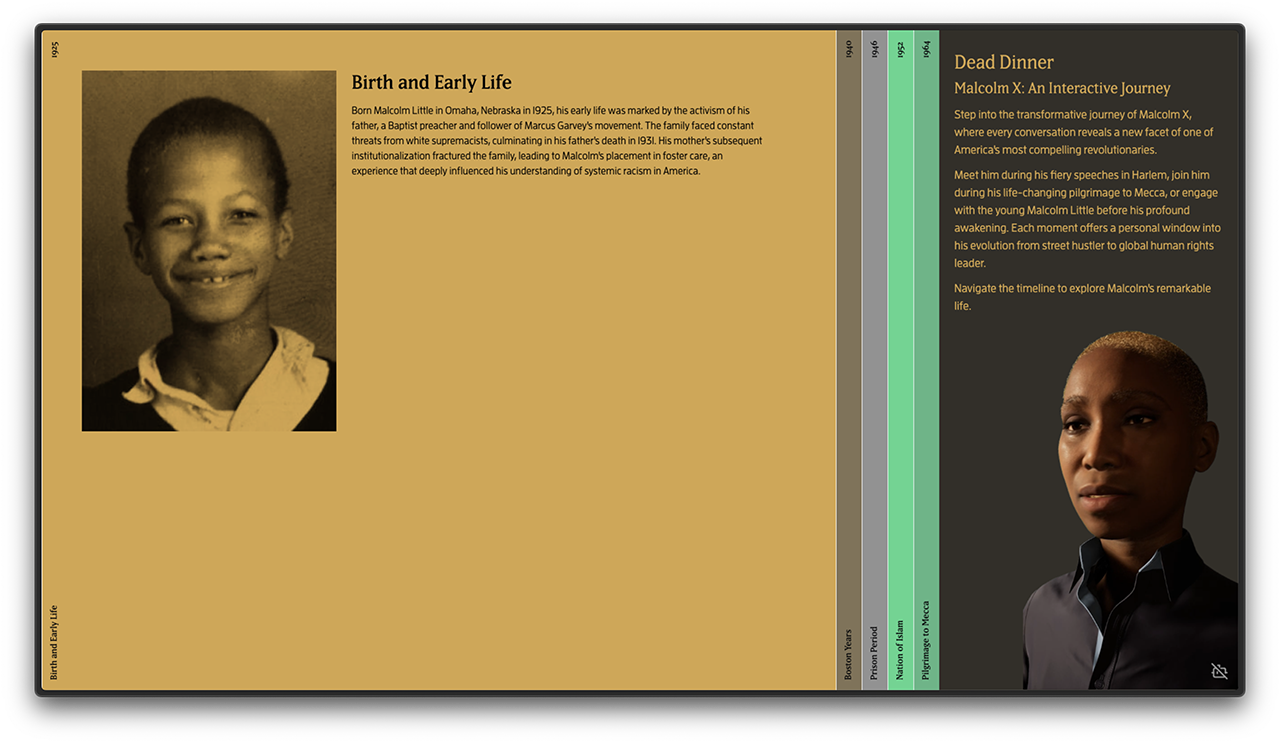 1925
Birth and Early Life
Birth and Early Life
Born Malcolm Little in Omaha, Nebraska in 1925, his early life was marked by the activism of his
father, a Baptist preacher and follower of Marcus Garvey's movement. The family faced constant
threats from white supremacists, culminating in his father's death in 1931. His mother's subsequent
institutionalization fractured the family, leading to Malcolm's placement in foster care, an
experience that deeply influenced his understanding of systemic racism in America.
1940
Boston Years
1946
Prison Period
1952
Nation of Islam
1964
Pilgrimage to Mecca
Dead Dinner
Malcolm X: An Interactive Journey
Step into the transformative journey of Malcolm X,
where every conversation reveals a new facet of one of
America's most compelling revolutionaries.
Meet him during his fiery speeches in Harlem, join him
during his life-changing pilgrimage to Mecca, or engage
with the young Malcolm Little before his profound
awakening. Each moment offers a personal window into
his evolution from street hustler to global human rights
leader.
Navigate the timeline to explore Malcolm's remarkable
life.